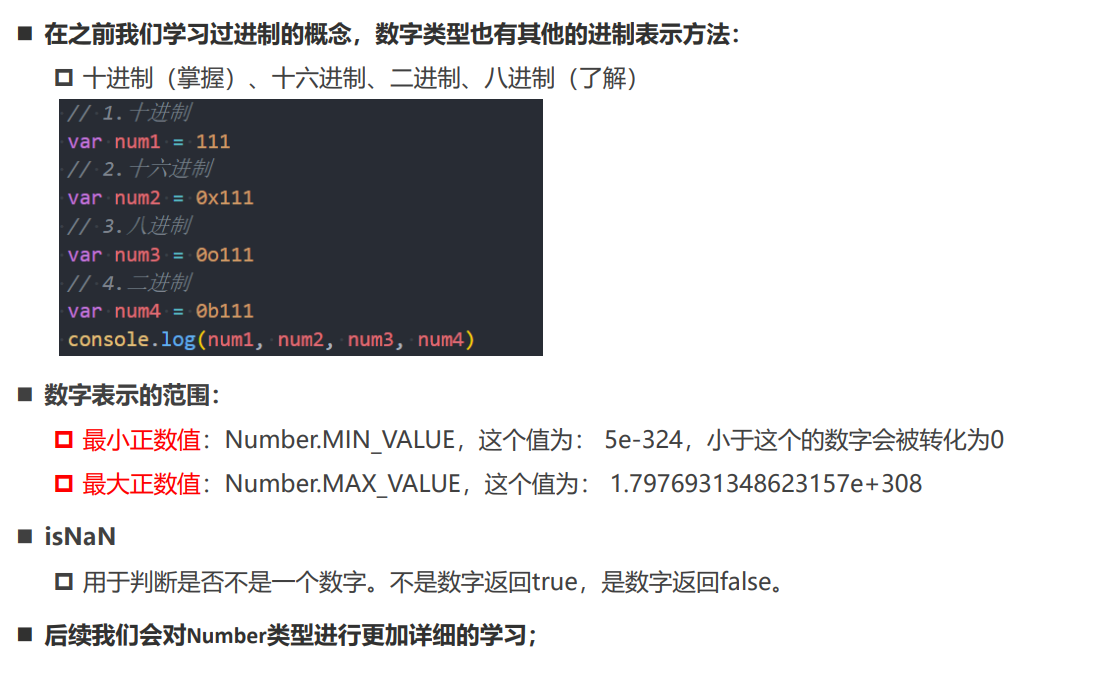 在之前我们学习过进制的概念，数字类型也有其他的进制表示方法：
十进制（掌握）、十六进制、二进制、八进制（了解）
// 1.十进制
var num1 = 111
// 2.十六进制
var num2 = 0x111
// 3.八进制
var num3 = 0o111
// 4.二进制
var num4 = 0b111
console.log(num1, num2, num3, num4)
数字表示的范围：
最小正数值：Number.MIN_VALUE，这个值为： 5e-324，小于这个的数字会被转化为0
最大正数值：Number.MAX_VALUE，这个值为： 1.7976931348623157e+308
isNaN
用于判断是否不是一个数字。不是数字返回true，是数字返回false。
后续我们会对Number类型进行更加详细的学习；